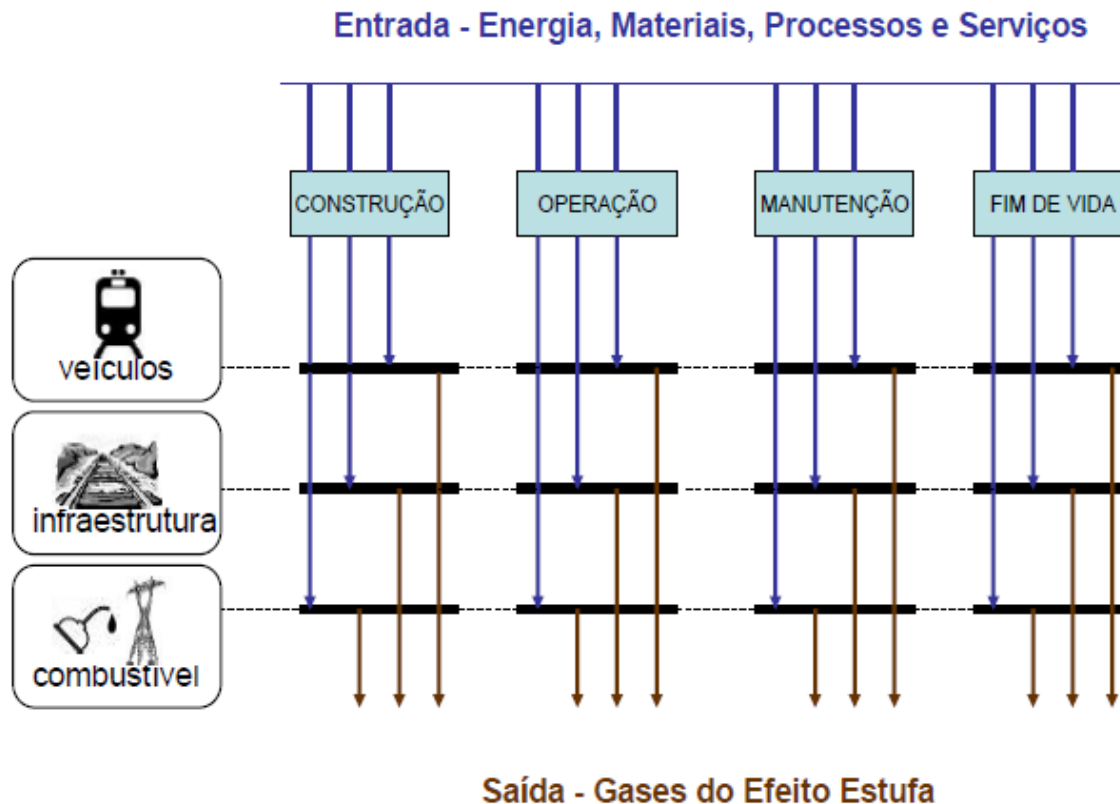 Entrada - Energia, Materiais, Processos e Serviços
CONSTRUÇÃO
OPERAÇÃO
MANUTENÇÃO
FIM DE VIDA
veículos
infraestrutura
combustível
Saída - Gases do Efeito Estufa